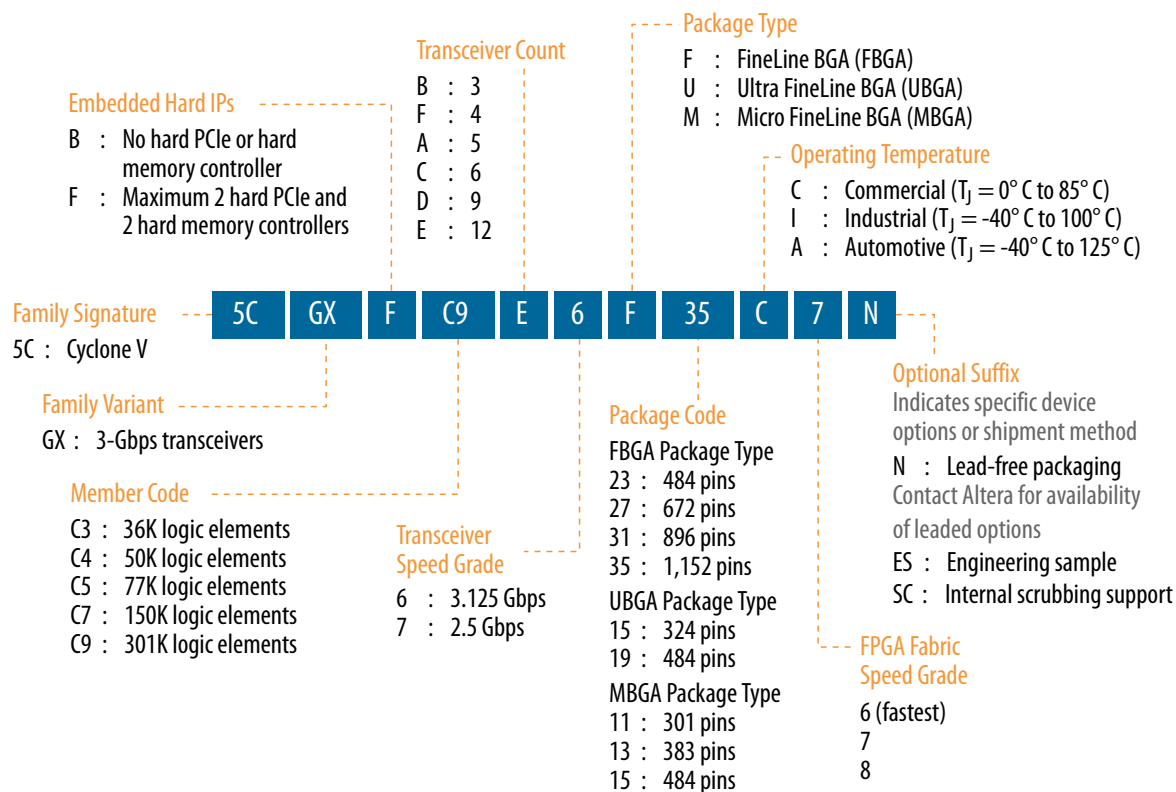 Package Type
F : FineLine BGA (FBGA)
U : Ultra FineLine BGA (UBGA)
M : Micro FineLine BGA (MBGA)
Transceiver Count
B : 3
F : 4
A : 5
C : 6
D : 9
E : 12
Embedded Hard IPs
B : No hard PCIe or hard
memory controller
F : Maximum 2 hard PCIe and
2 hard memory controllers
Operating Temperature
C : Commercial (TJ = 0° C to 85° C)
I : Industrial (TJ = -40° C to 100° C)
A : Automotive (TJ = -40° C to 125° C)
5C GX F C9 E 6 F 35 C 7 N
Family Signature
5C : Cyclone V
Family Variant
GX : 3-Gbps transceivers
Member Code
C3 : 36K logic elements
C4 : 50K logic elements
C5 : 77K logic elements
C7 : 150K logic elements
C9 : 301K logic elements
Transceiver
Speed Grade
6 : 3.125 Gbps
7 : 2.5 Gbps
Package Code
FBGA Package Type
23 : 484 pins
27 : 672 pins
31 : 896 pins
35 : 1,152 pins
UBGA Package Type
15 : 324 pins
19 : 484 pins
MBGA Package Type
11 : 301 pins
13 : 383 pins
15 : 484 pins
FPGA Fabric
Speed Grade
6 (fastest)
7
8
Optional Suffix
Indicates specific device
options or shipment method
N : Lead-free packaging
Contact Altera for availability
of leaded options
ES : Engineering sample
SC : Internal scrubbing support